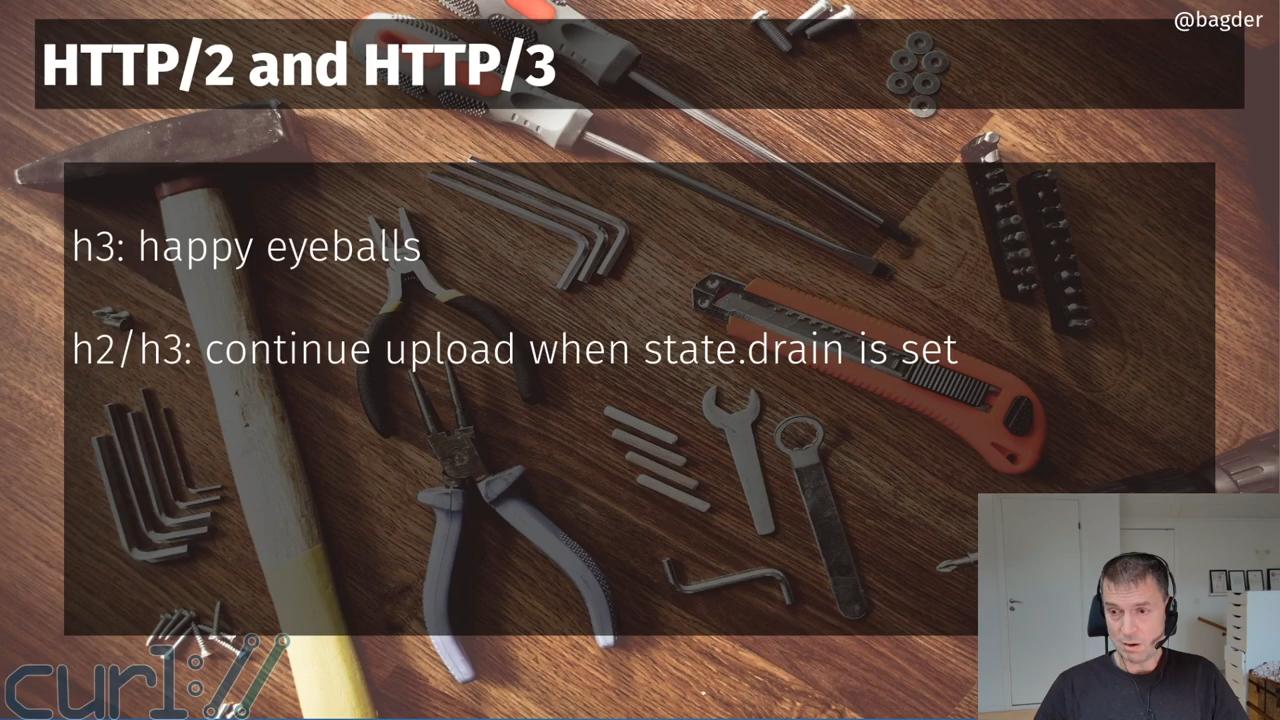 @bagder
HTTP/2 and HTTP/3
h3: happy eyeballs
h2/h3: continue upload when state.drain is set
curl://